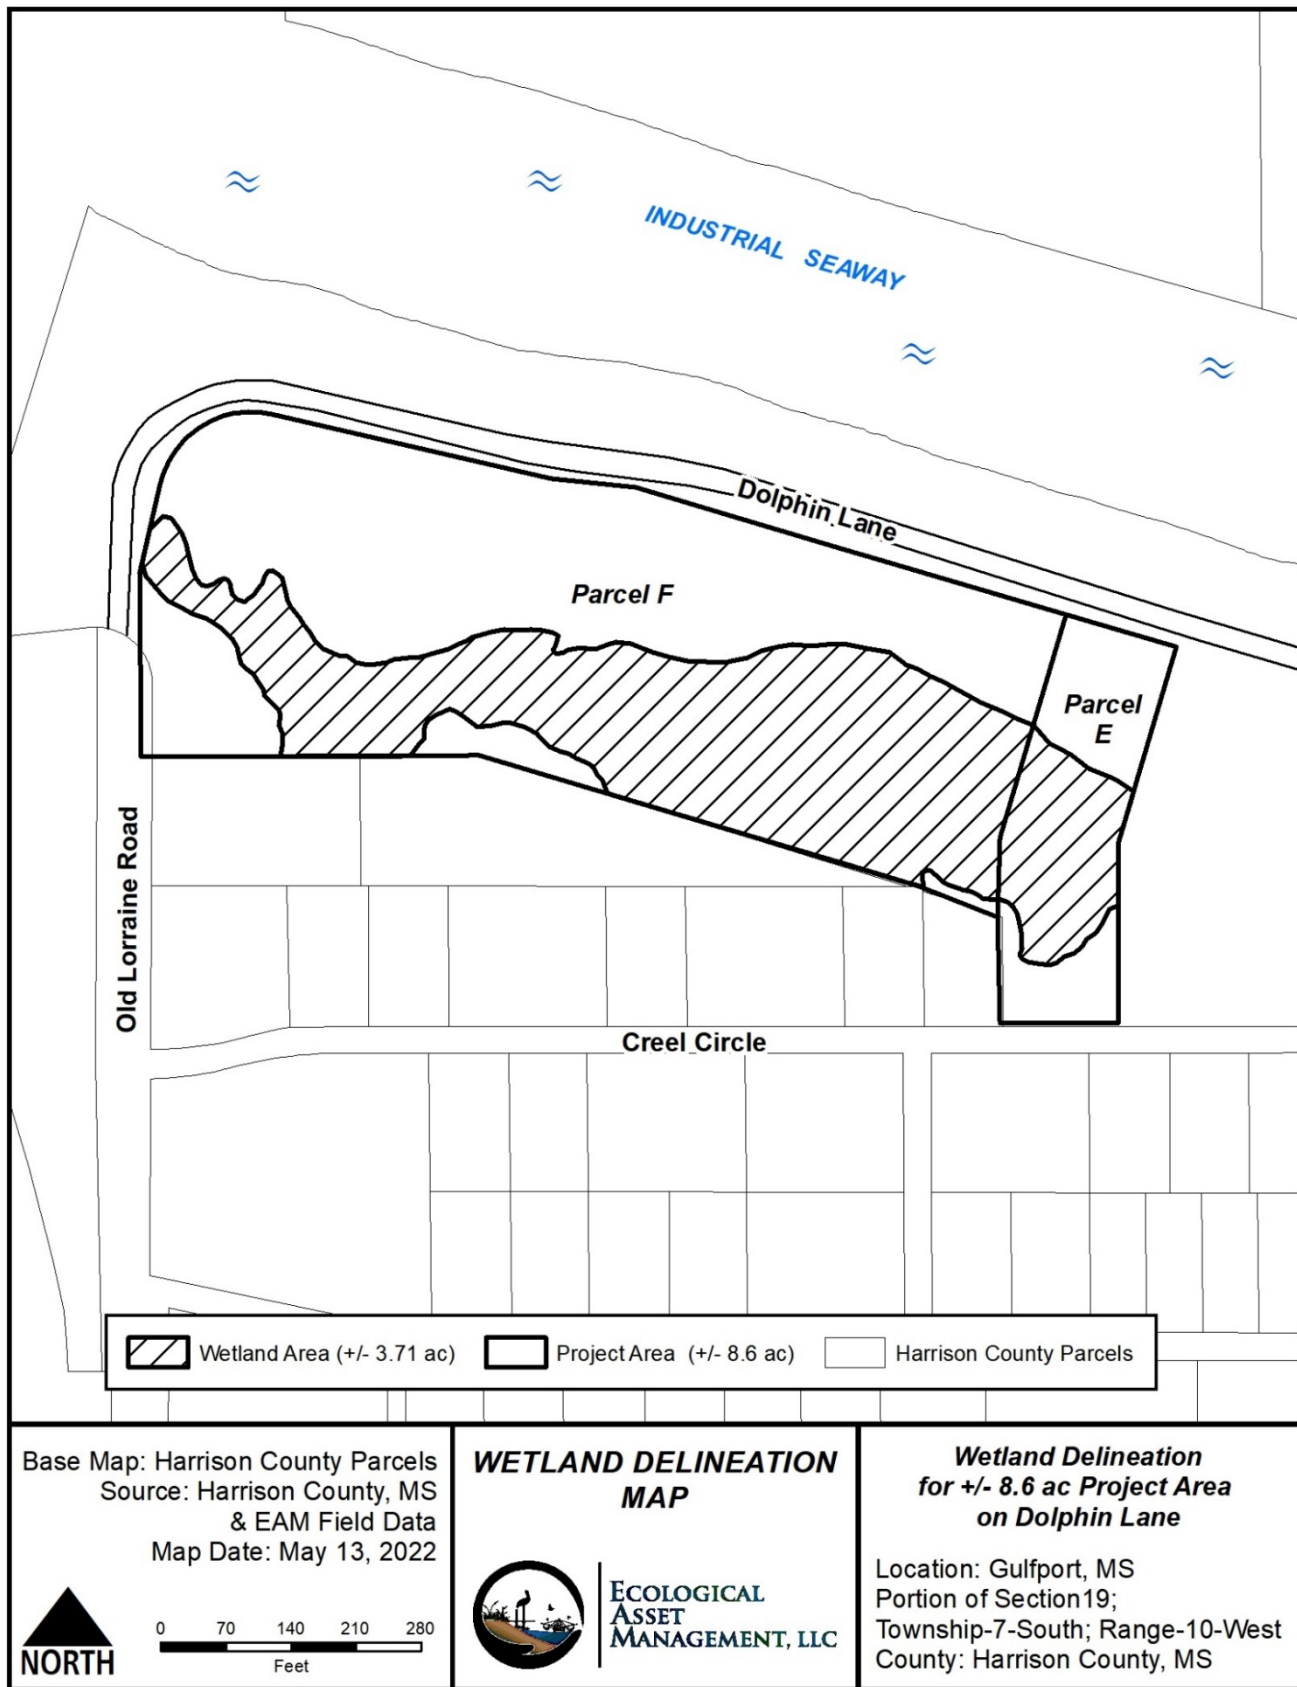 INDUSTRIAL SEAWAY
Dolphin Lane
Parcel F
Parcel
E
Old Lorraine Road
Creel Circle
Wetland Area (+/- 3.71 ac)
Project Area (+/- 8.6 ac)
Harrison County Parcels
Base Map: Harrison County Parcels
Source: Harrison County, MS
& EAM Field Data
Map Date: May 13, 2022
NORTH
0 70 140 210 280
Feet
WETLAND DELINEATION
MAP
ECOLOGICAL
ASSET
MANAGEMENT, LLC
Wetland Delineation
for +/- 8.6 ac Project Area
on Dolphin Lane
Location: Gulfport, MS
Portion of Section19;
Township-7-South; Range-10-West
County: Harrison County, MS